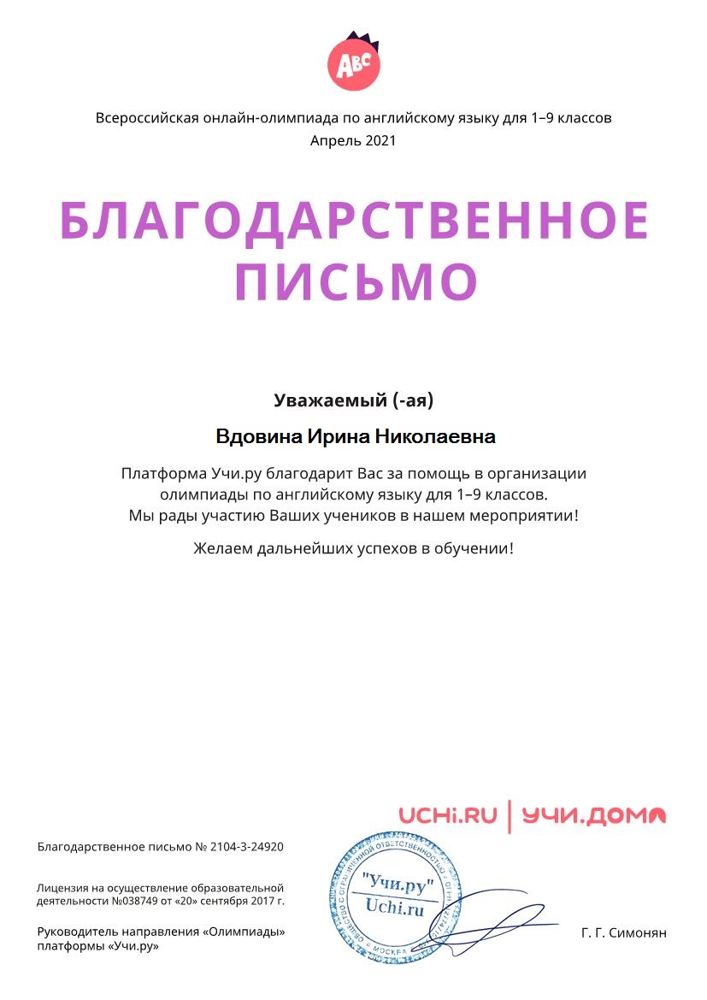 ABC
Всероссийская онлайн-олимпиада по английскому языку для 1–9 классов
Апрель 2021
БЛАГОДАРСТВЕННОЕ
ПИСЬМО
Уважаемый (-ая)
Вдовина Ирина Николаевна
Платформа Учи.ру благодарит Вас за помощь в организации
олимпиады по английскому языку для 1–9 классов.
Мы рады участию Ваших учеников в нашем мероприятии!
Желаем дальнейших успехов в обучении!
UCHi.RU | УЧИ.ДОМА
Благодарственное письмо № 2104-3-24920
Лицензия на осуществление образовательной
деятельности №038749 от «20» сентября 2017 г.
Руководитель направления «Олимпиады»
платформы «Учи.ру»
ОБЩЕСТВО С ОГРАНИЧЕННОЙ ОТВЕТСТВЕННОСТЬЮ
"Учи.ру"
Uchi.ru
МОСКВА
Г. Г. Симонян